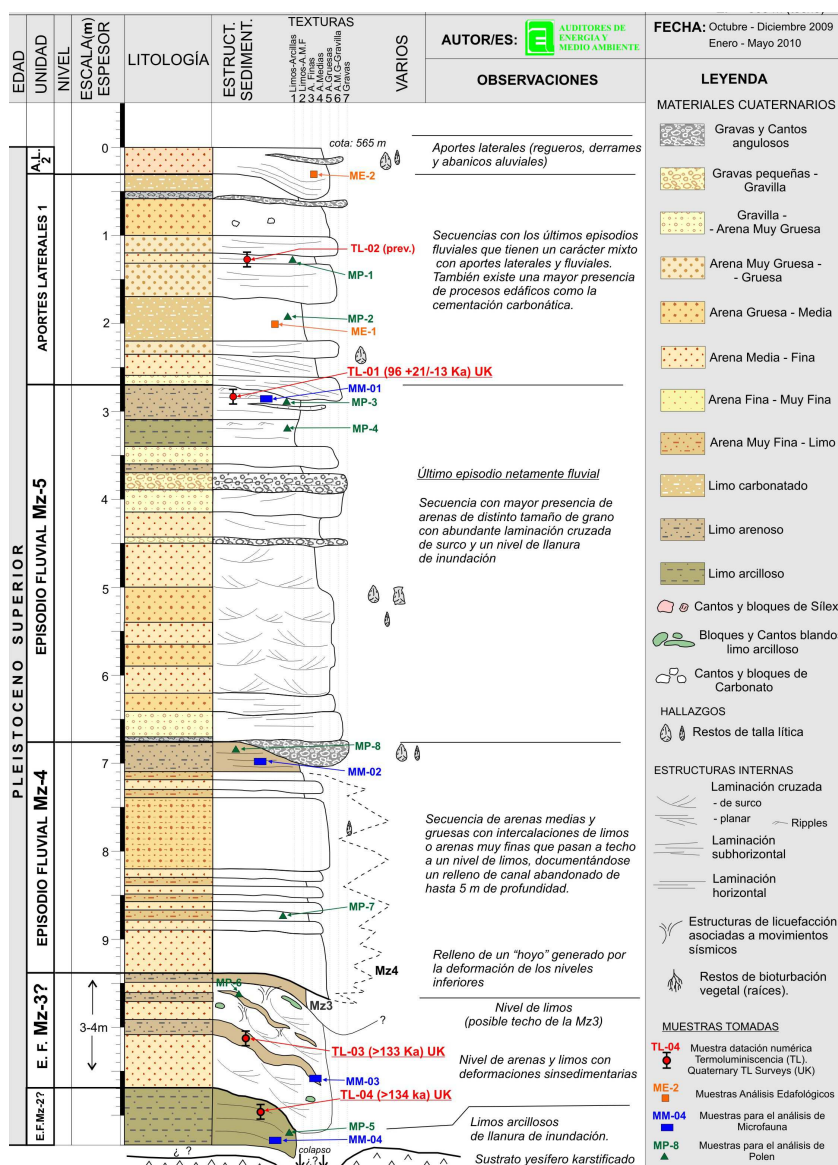 EDAD
UNIDAD
NIVEL
ESCALA(m)
ESPESOR
LITOLOGÍA
ESTRUCT.
SEDIMENT.
TEXTURAS
Limos-Arcillas
Limos-A.M.F
A. Finas
A.Medias
A.Gruesas
A.M.G-Gravilla
Gravas
1 2 3 4 5 6 7
VARIOS
AUTOR/ES:
AUDITORES DE
ENERGIA Y
MEDIO AMBIENTE
OBSERVACIONES
FECHA: Octubre - Diciembre 2009
Enero - Mayo 2010
PLEISTOCENO SUPERIOR
A.L. 2
APORTES LATERALES 1
EPISODIO FLUVIAL Mz-5
EPISODIO FLUVIAL Mz-4
E. F. Mz-3?
E.F.Mz-2?
0
1
2
3
4
5
6
7
8
9
3-4m
cota: 565 m
ME-2
TL-02 (prev.)
MP-1
MP-2
ME-1
TL-01 (96 +21/-13 Ka) UK
MM-01
MP-3
MP-4
MP-8
MM-02
MP-7
Mz4
MP-6
Mz3
?
TL-03 (>133 Ka) UK
MM-03
TL-04 (>134 ka) UK
MP-5
MM-04
¿ ?
colapso
¿ ?
Aportes laterales (regueros, derrames
y abanicos aluviales)
Secuencias con los últimos episodios
fluviales que tienen un carácter mixto
con aportes laterales y fluviales.
También existe una mayor presencia
de procesos edáficos como la
cementación carbonática.
Último episodio netamente fluvial
Secuencia con mayor presencia de
arenas de distinto tamaño de grano
con abundante laminación cruzada
de surco y un nivel de llanura
de inundación
Secuencia de arenas medias y
gruesas con intercalaciones de limos
o arenas muy finas que pasan a techo
a un nivel de limos, documentándose
un relleno de canal abandonado de
hasta 5 m de profundidad.
Relleno de un “hoyo” generado por
la deformación de los niveles
inferiores
Nivel de limos
(posible techo de la Mz3)
Nivel de arenas y limos con
deformaciones sinsedimentarias
Limos arcillosos
de llanura de inundación.
Sustrato yesífero karstificado
LEYENDA
MATERIALES CUATERNARIOS
Gravas y Cantos
angulosos
Gravas pequeñas -
Gravilla
Gravilla -
- Arena Muy Gruesa
Arena Muy Gruesa -
- Gruesa
Arena Gruesa - Media
Arena Media - Fina
Arena Fina - Muy Fina
Arena Muy Fina - Limo
Limo carbonatado
Limo arenoso
Limo arcilloso
Cantos y bloques de Sílex
Bloques y Cantos blando
limo arcilloso
Cantos y bloques de
Carbonato
HALLAZGOS
Restos de talla lítica
ESTRUCTURAS INTERNAS
Laminación cruzada
- de surco
- planar
Ripples
Laminación
subhorizontal
Laminación
horizontal
Estructuras de licuefacción
asociadas a movimientos
sísmicos
Restos de bioturbación
vegetal (raíces).
MUESTRAS TOMADAS
TL-04
Muestra datación numérica
Termoluminiscencia (TL).
Quaternary TL Surveys (UK)
ME-2
Muestras Análisis Edafológicos
MM-04
Muestras para el análisis de
Microfauna
MP-8
Muestras para el análisis de
Polen